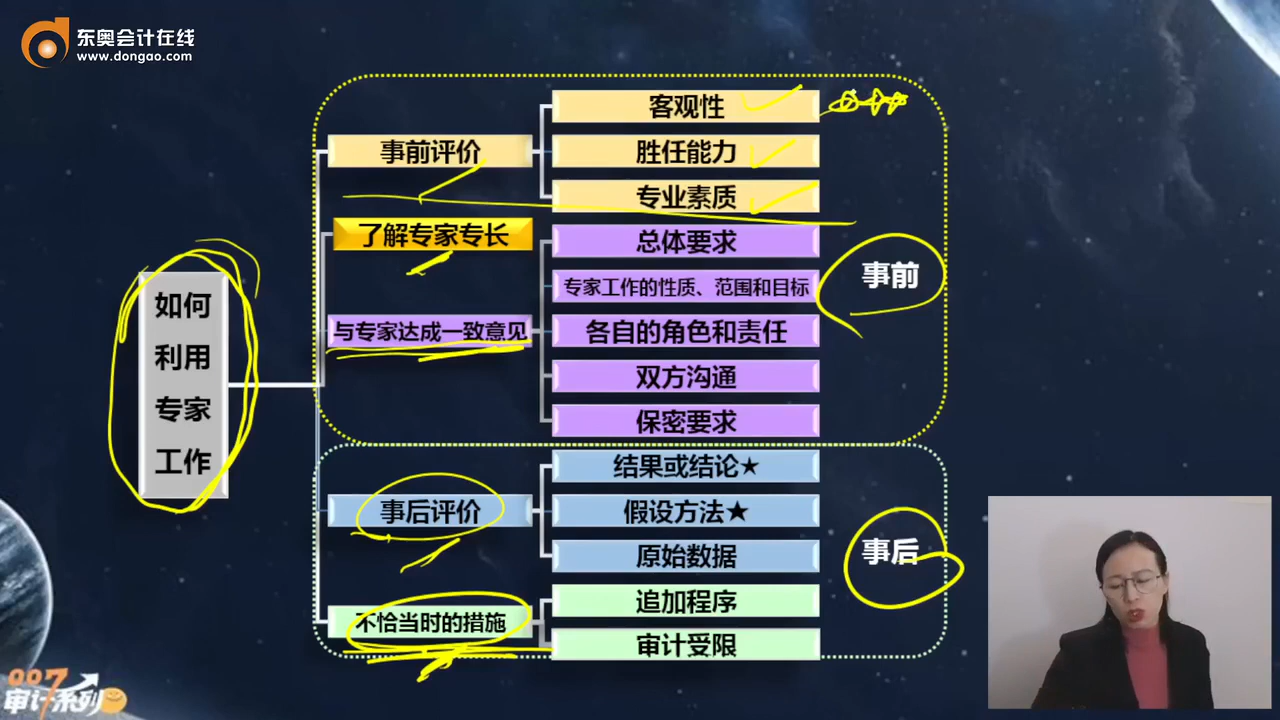 东奥会计在线
www.dongao.com
如何
利用
专家
工作
事前评价
客观性
胜任能力
专业素质
了解专家专长
与专家达成一致意见
总体要求
专家工作的性质、范围和目标
各自的角色和责任
双方沟通
保密要求
事前
事后评价
结果或结论★
假设方法★
原始数据
不恰当时的措施
追加程序
审计受限
事后
007
审计系列